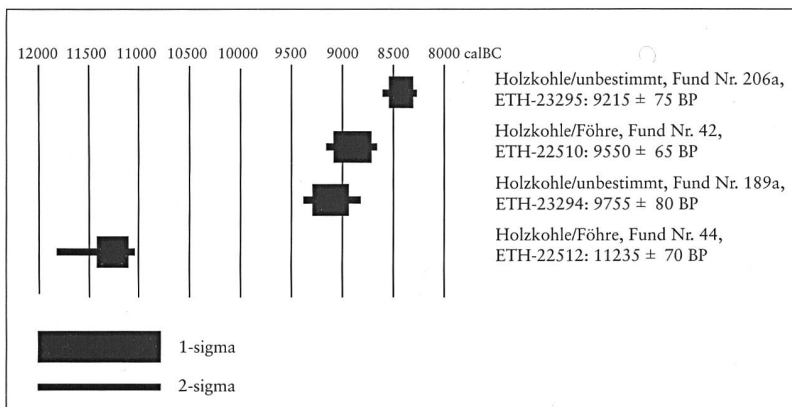 12000 11500 11000 10500 10000 9500 9000 8500 8000 calBC
Holzkohle/unbestimmt, Fund Nr. 206a,
ETH-23295: 9215 ± 75 BP
Holzkohle/Föhre, Fund Nr. 42,
ETH-22510: 9550 ± 65 BP
Holzkohle/unbestimmt, Fund Nr. 189a,
ETH-23294: 9755 ± 80 BP
Holzkohle/Föhre, Fund Nr. 44,
ETH-22512: 11235 ± 70 BP
1-sigma
2-sigma